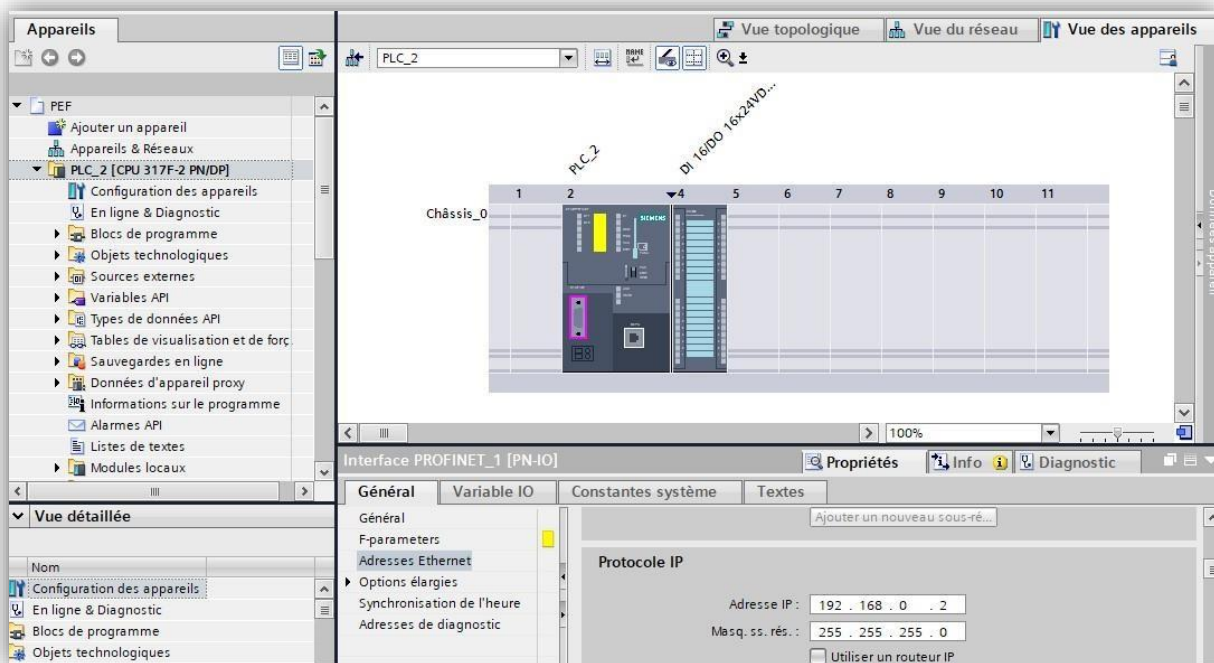 Appareils
PEF
Ajouter un appareil
Appareils & Réseaux
PLC_2 [CPU 317F-2 PN/DP]
Configuration des appareils
En ligne & Diagnostic
Blocs de programme
Objets technologiques
Sources externes
Variables API
Types de données API
Tables de visualisation et de forç
Sauvegardes en ligne
Données d'appareil proxy
Informations sur le programme
Alarmes API
Listes de textes
Modules locaux
Vue détaillée
Nom
Configuration des appareils
En ligne & Diagnostic
Blocs de programme
Objets technologiques
Vue topologique
Vue du réseau
Vue des appareils
PLC_2
PLC_2
DI 16/DO 16x24VD...
1 2 4 5 6 7 8 9 10 11
Châssis_0
SIEMENS
100%
Données appareil
Interface PROFINET_1 [PN-IO]
Propriétés
Info
Diagnostic
Général
Variable IO
Constantes système
Textes
Général
F-parameters
Adresses Ethernet
Options élargies
Synchronisation de l'heure
Adresses de diagnostic
Ajouter un nouveau sous-ré...
Protocole IP
Adresse IP : 192 . 168 . 0 . 2
Masq. ss. rés. : 255 . 255 . 255 . 0
Utiliser un routeur IP